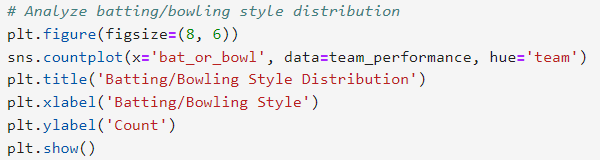 # Analyze batting/bowling style distribution
plt.figure(figsize=(8, 6))
sns.countplot(x='bat_or_bowl', data=team_performance, hue='team')
plt.title('Batting/Bowling Style Distribution')
plt.xlabel('Batting/Bowling Style')
plt.ylabel('Count')
plt.show()